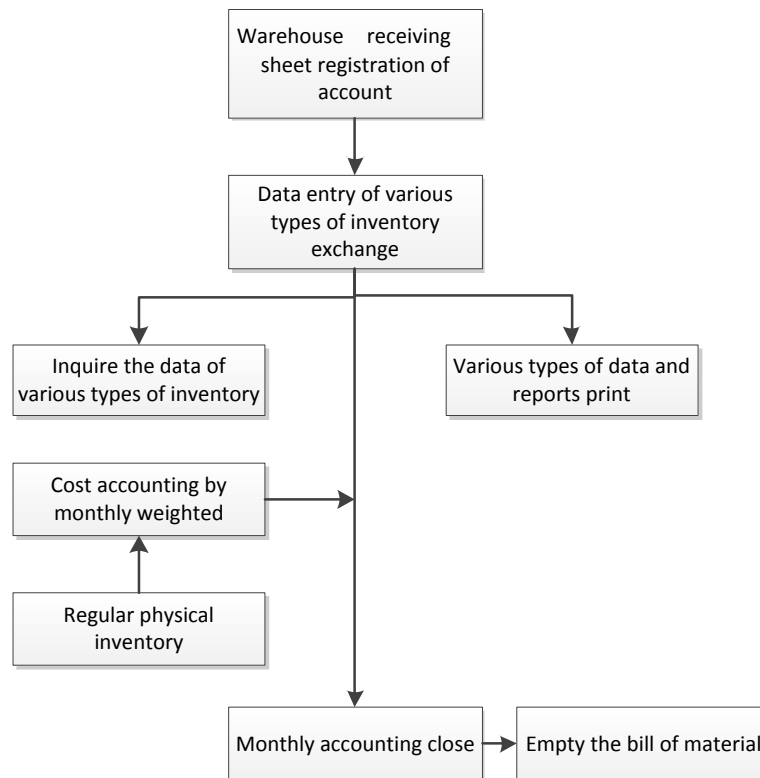 Warehouse receiving
sheet registration of
account
Data entry of various
types of inventory
exchange
Inquire the data of
various types of inventory
Various types of data and
reports print
Cost accounting by
monthly weighted
Regular physical
inventory
Monthly accounting close
Empty the bill of material